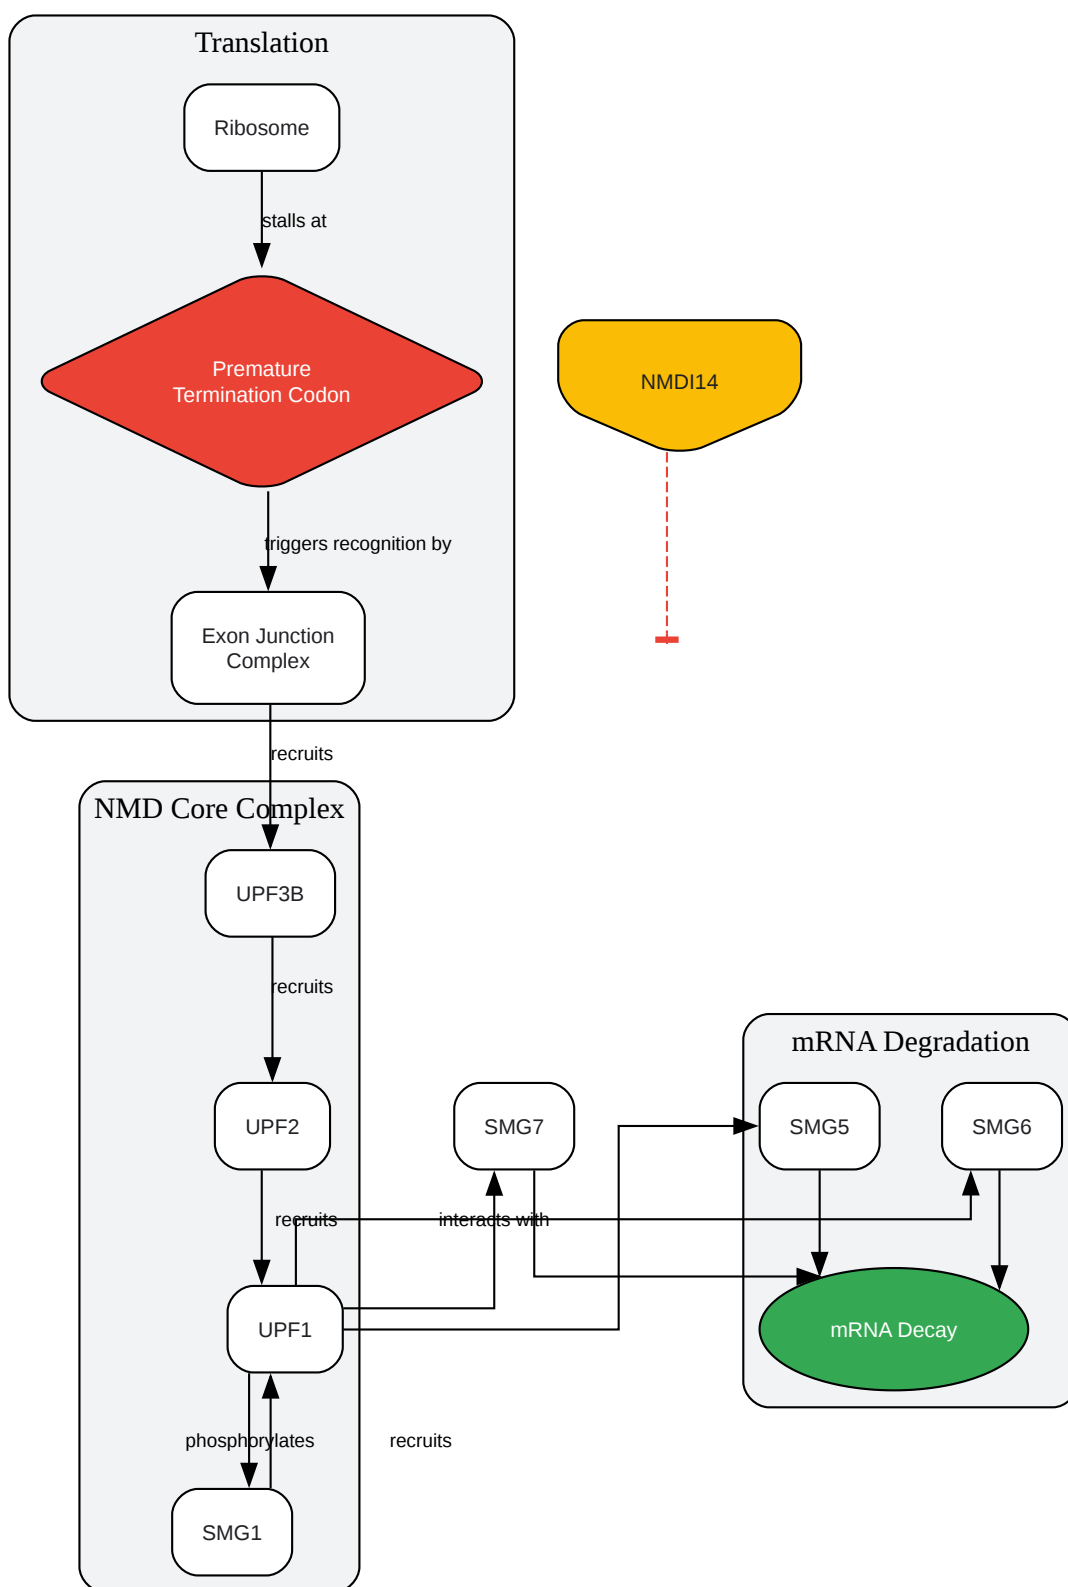 Translation
Ribosome
stalls at
Premature
Termination Codon
NMDI14
triggers recognition by
Exon Junction
Complex
recruits
NMD Core Complex
UPF3B
recruits
mRNA Degradation
UPF2
SMG7
SMG5
SMG6
recruits
interacts with
UPF1
mRNA Decay
phosphorylates
recruits
SMG1